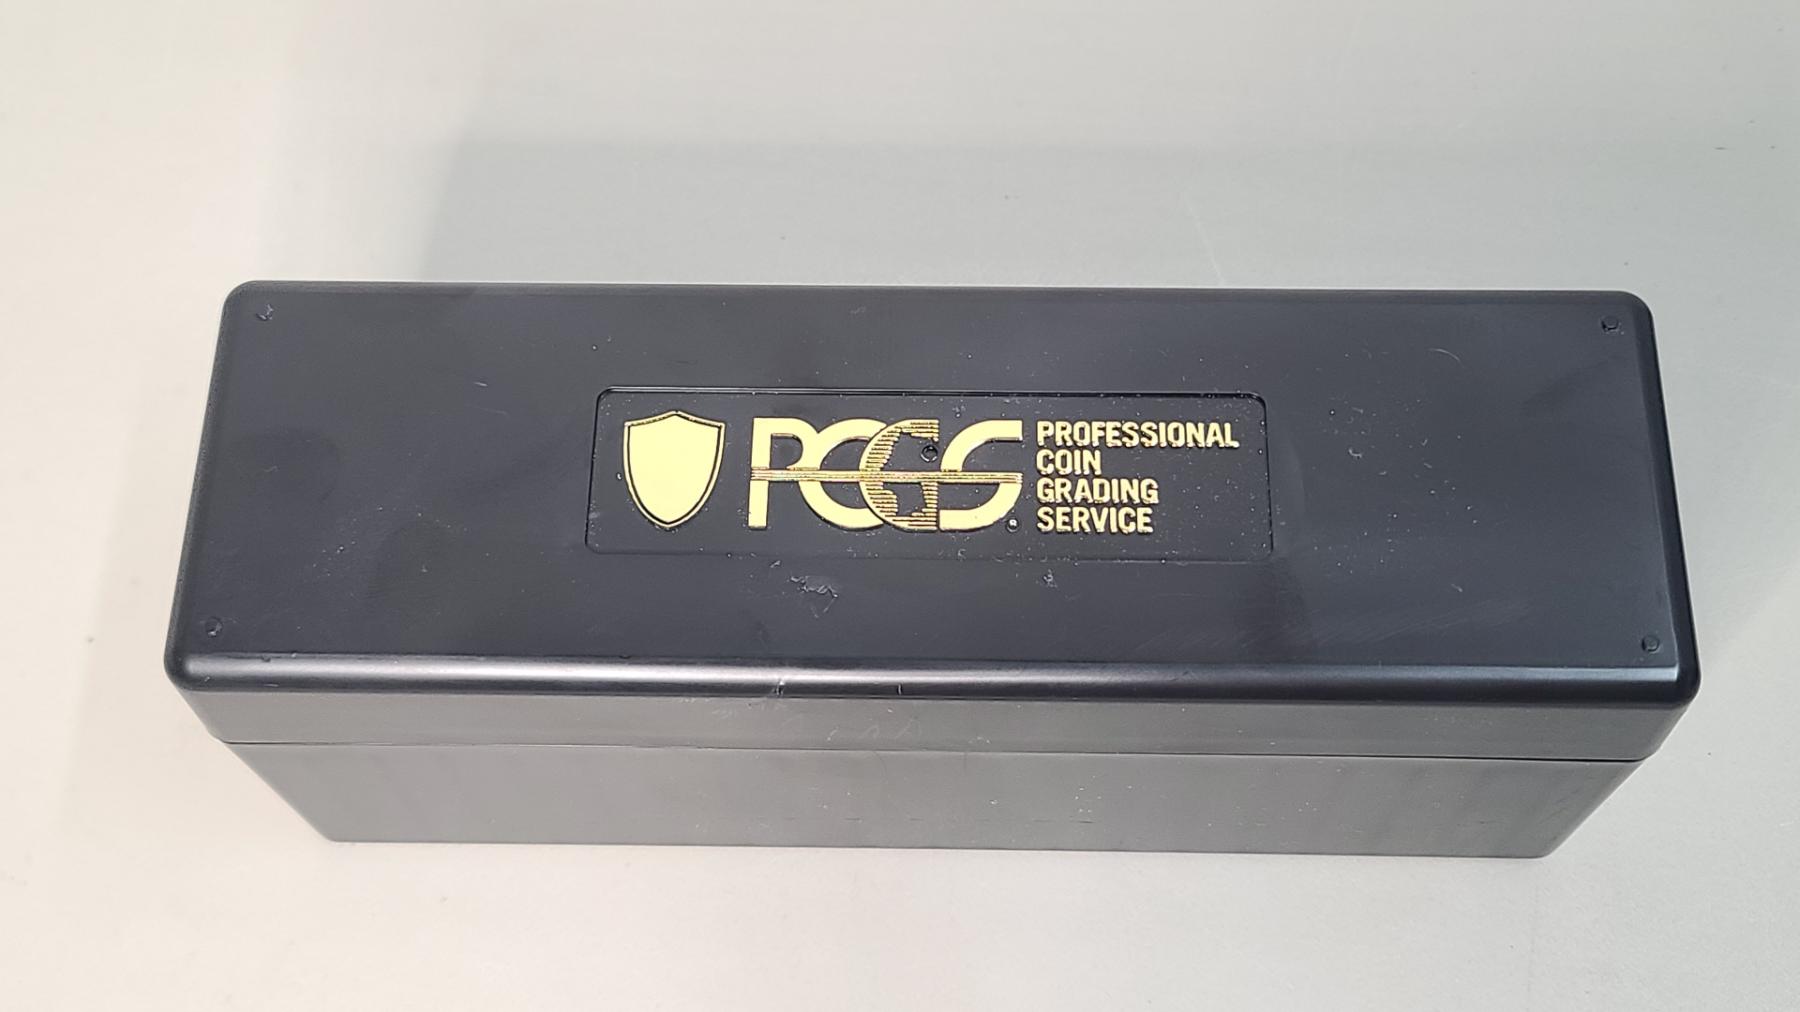 PCGS
PROFESSIONAL
COIN
GRADING
SERVICE
®